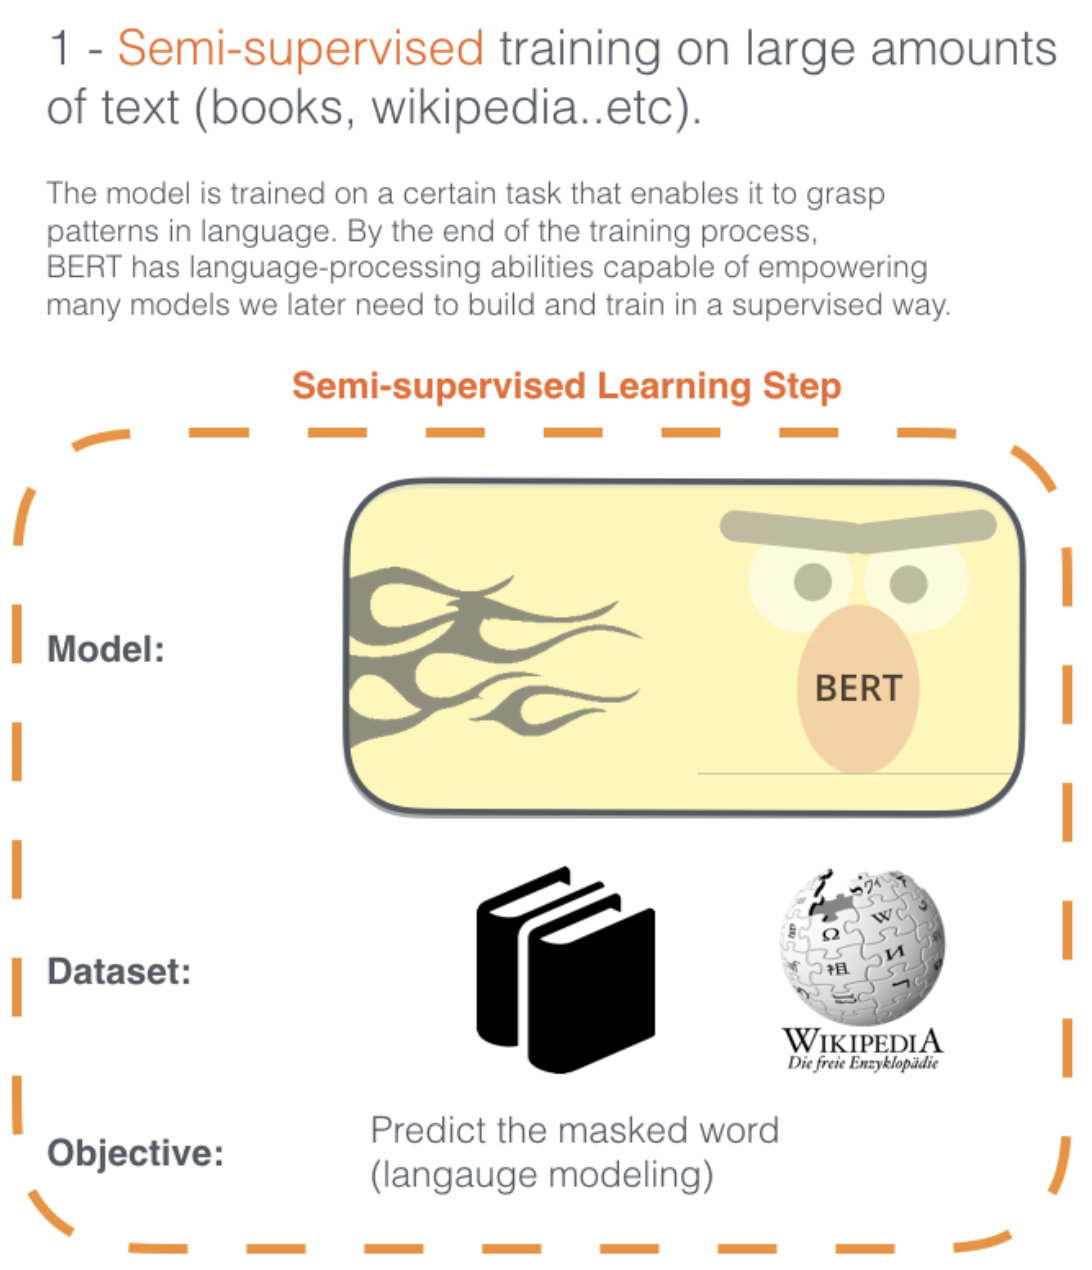 1 - Semi-supervised training on large amounts
of text (books, wikipedia..etc).
The model is trained on a certain task that enables it to grasp
patterns in language. By the end of the training process,
BERT has language-processing abilities capable of empowering
many models we later need to build and train in a supervised way.
Semi-supervised Learning Step
Model:
BERT
Dataset:
WIKIPEDIA
Die freie Enzyklopädie
Objective:
Predict the masked word
(langauge modeling)